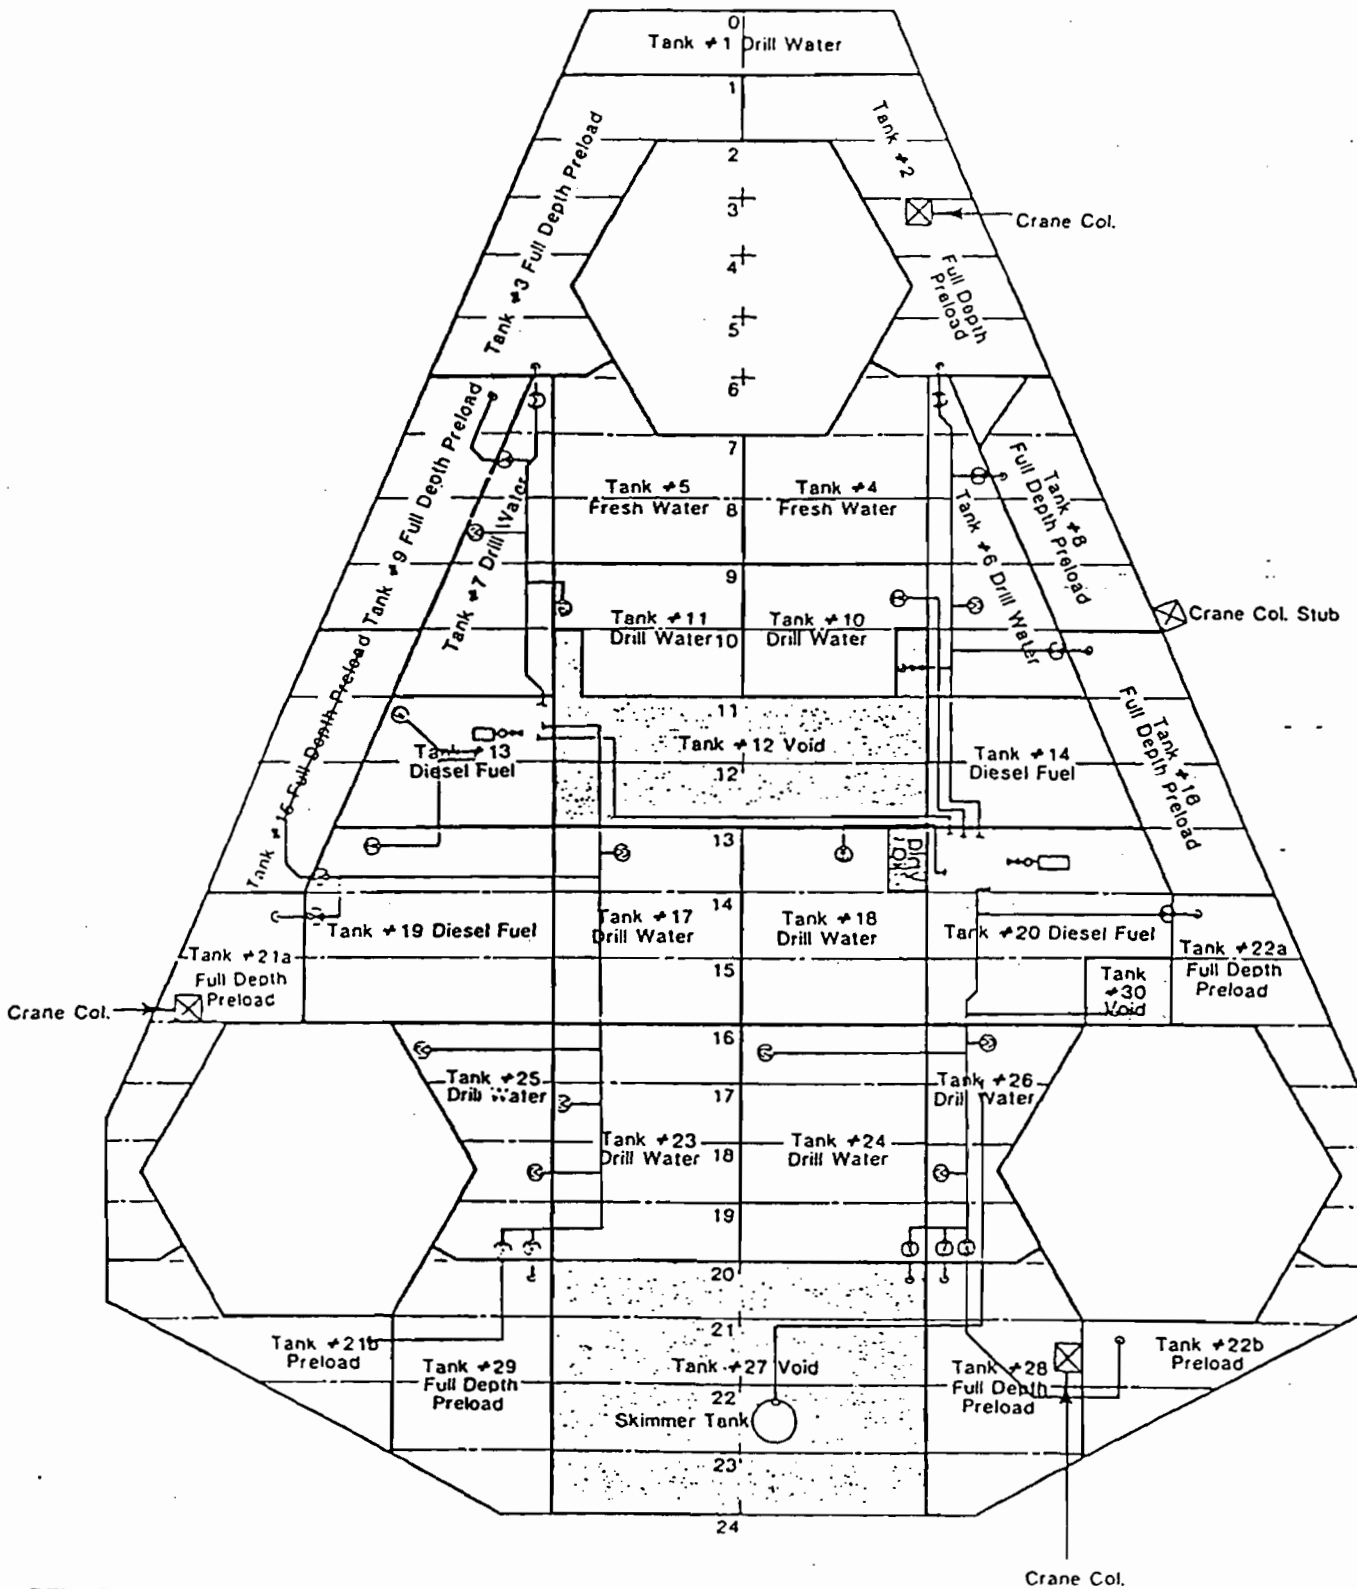 0
Tank #1 Drill Water
1
Tank #2
Full Depth
Preload
Tank #3 Full Depth Preload
2
3
Crane Col.
4
5
6
7
Tank #5
Fresh Water
Tank #4
Fresh Water
8
Tank #9 Full Depth Preload
Tank #7 Drill Water
Tank #6 Drill Water
Tank #8
Full Depth Preload
9
Tank #11
Drill Water
Tank #10
Drill Water
10
Crane Col. Stub
11
Tank #16 Full Depth Preload
Tank #13
Diesel Fuel
Tank #12 Void
Tank #14
Diesel Fuel
Tank #16
Full Depth Preload
12
13
14
Tank #19 Diesel Fuel
Tank #17
Drill Water
Tank #18
Drill Water
Tank #20 Diesel Fuel
Tank #21a
Full Depth
Preload
Tank #22a
Full Depth
Preload
15
Tank
#30
Void
Crane Col.
16
Tank #25
Drill Water
Tank #26
Drill Water
17
Tank #23
Drill Water
Tank #24
Drill Water
18
19
20
21
Tank #21b
Preload
Tank #22b
Preload
Tank #29
Full Depth
Preload
Tank #27 Void
Tank #28
Full Depth
Preload
22
Skimmer Tank
23
24
Crane Col.